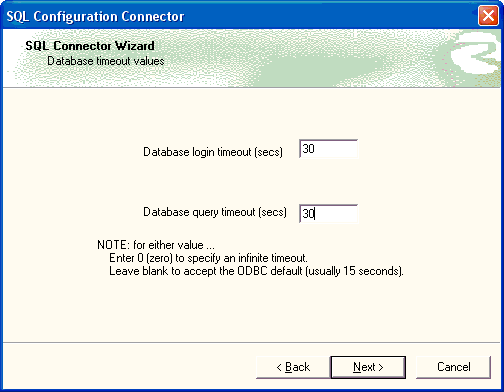 SQL Configuration Connector
SQL Connector Wizard
Database timeout values
Database login timeout (secs) 30
Database query timeout (secs) 30
NOTE: for either value ...
Enter 0 (zero) to specify an infinite timeout.
Leave blank to accept the ODBC default (usually 15 seconds).
< Back Next > Cancel